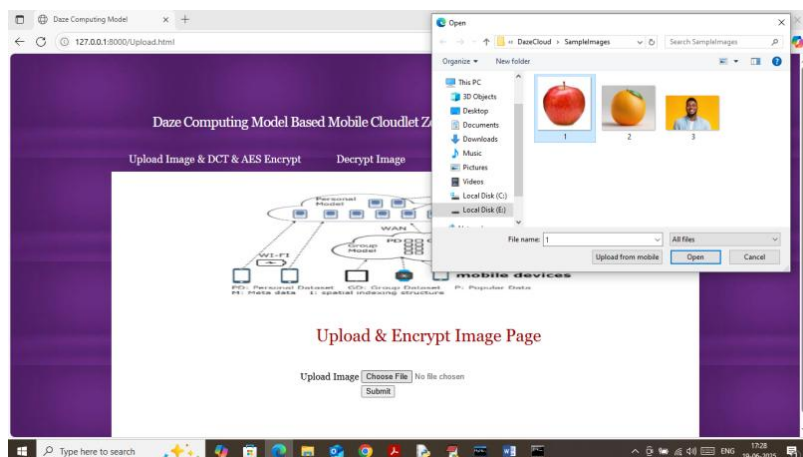 Daze Computing Model
127.0.0.1:8000/Upload.html
Open
DazeCloud > SampleImages
Search SampleImages
Organize
New folder
This PC
3D Objects
Desktop
Documents
Downloads
Music
Pictures
Videos
Local Disk (C:)
Local Disk (E:)
1
2
3
File name: 1
All files
Upload from mobile
Open
Cancel
Daze Computing Model Based Mobile Cloudlet
Upload Image & DCT & AES Encrypt
Decrypt Image
Personal
Model
WAN
Group
Model
PD
WI-FI
mobile devices
PD: Personal Dataset GD: Group Dataset P: Popular Data
M: Meta data I: spatial indexing structure
Upload & Encrypt Image Page
Upload Image Choose File No file chosen
Submit
Type here to search
ENG
17:28
19-06-2025